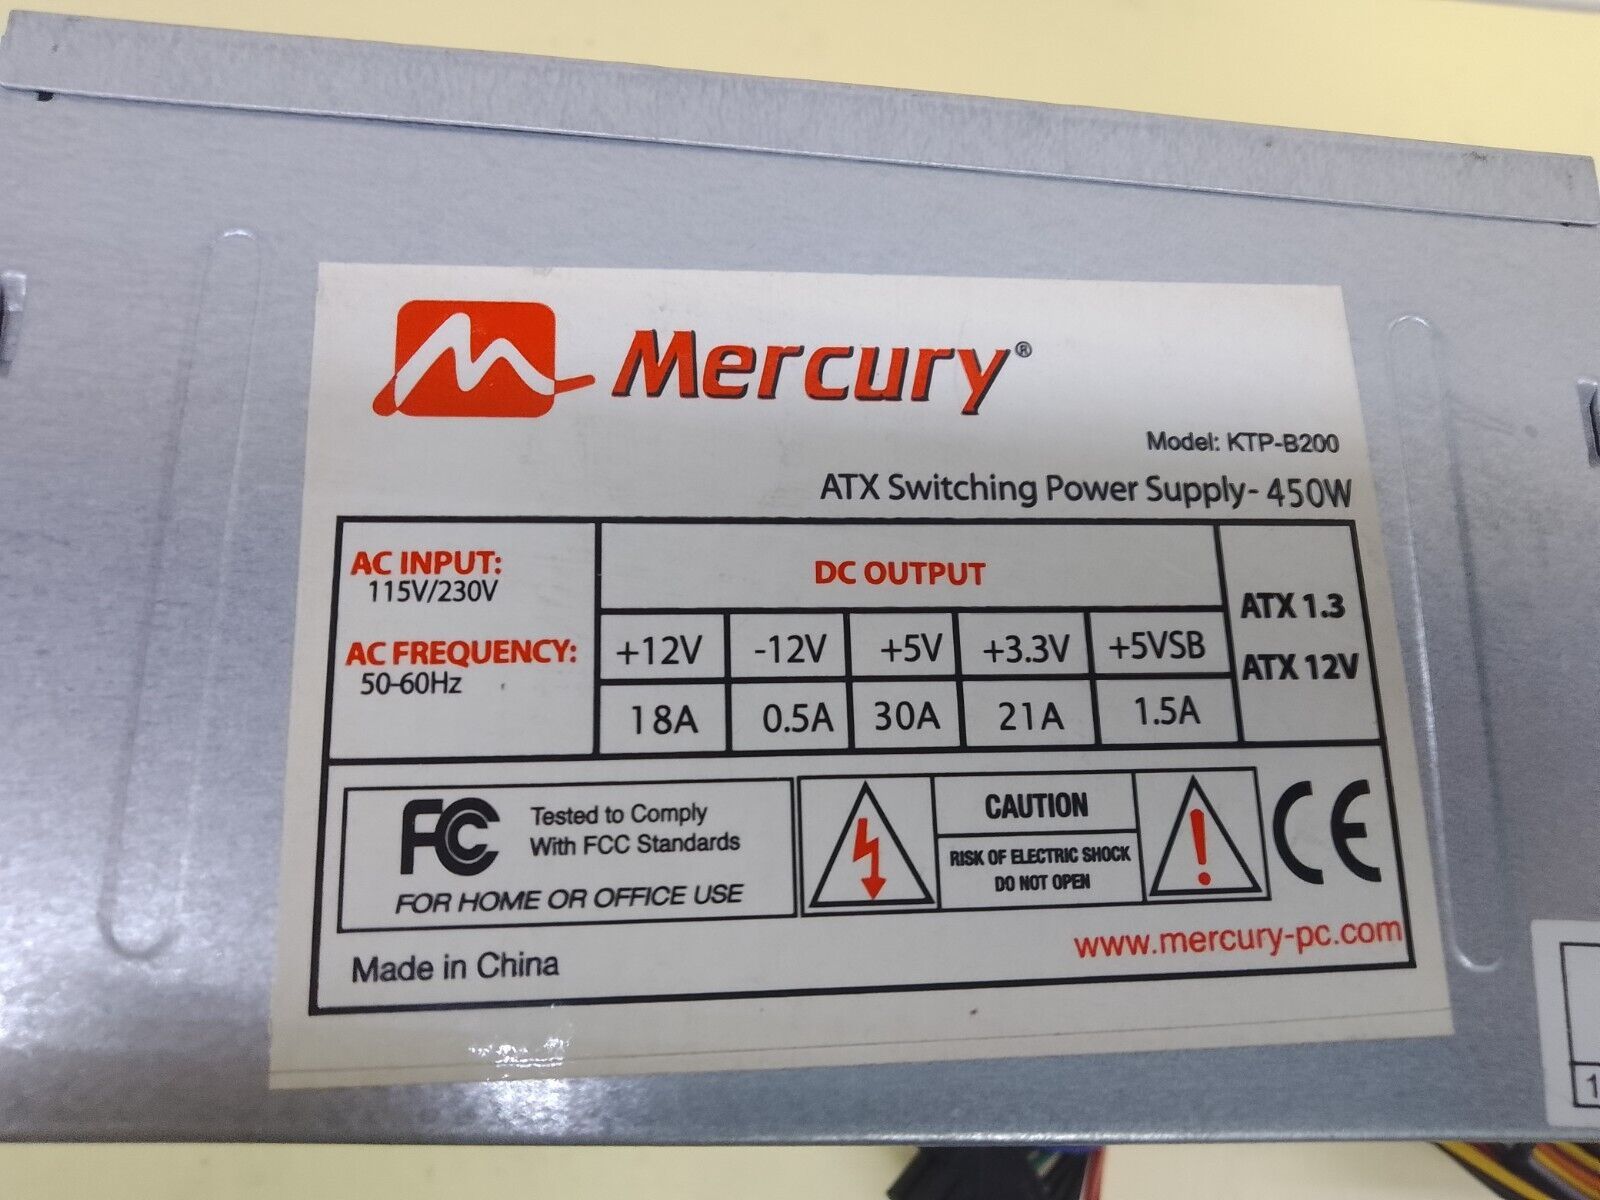 Mercury®
Model: KTP-B200
ATX Switching Power Supply- 450W
AC INPUT:
115V/230V
AC FREQUENCY:
50-60Hz
DC OUTPUT
+12V -12V +5V +3.3V +5VSB
18A 0.5A 30A 21A 1.5A
ATX 1.3
ATX 12V
FC
Tested to Comply
With FCC Standards
FOR HOME OR OFFICE USE
CAUTION
RISK OF ELECTRIC SHOCK
DO NOT OPEN
CE
www.mercury-pc.com
Made in China
1